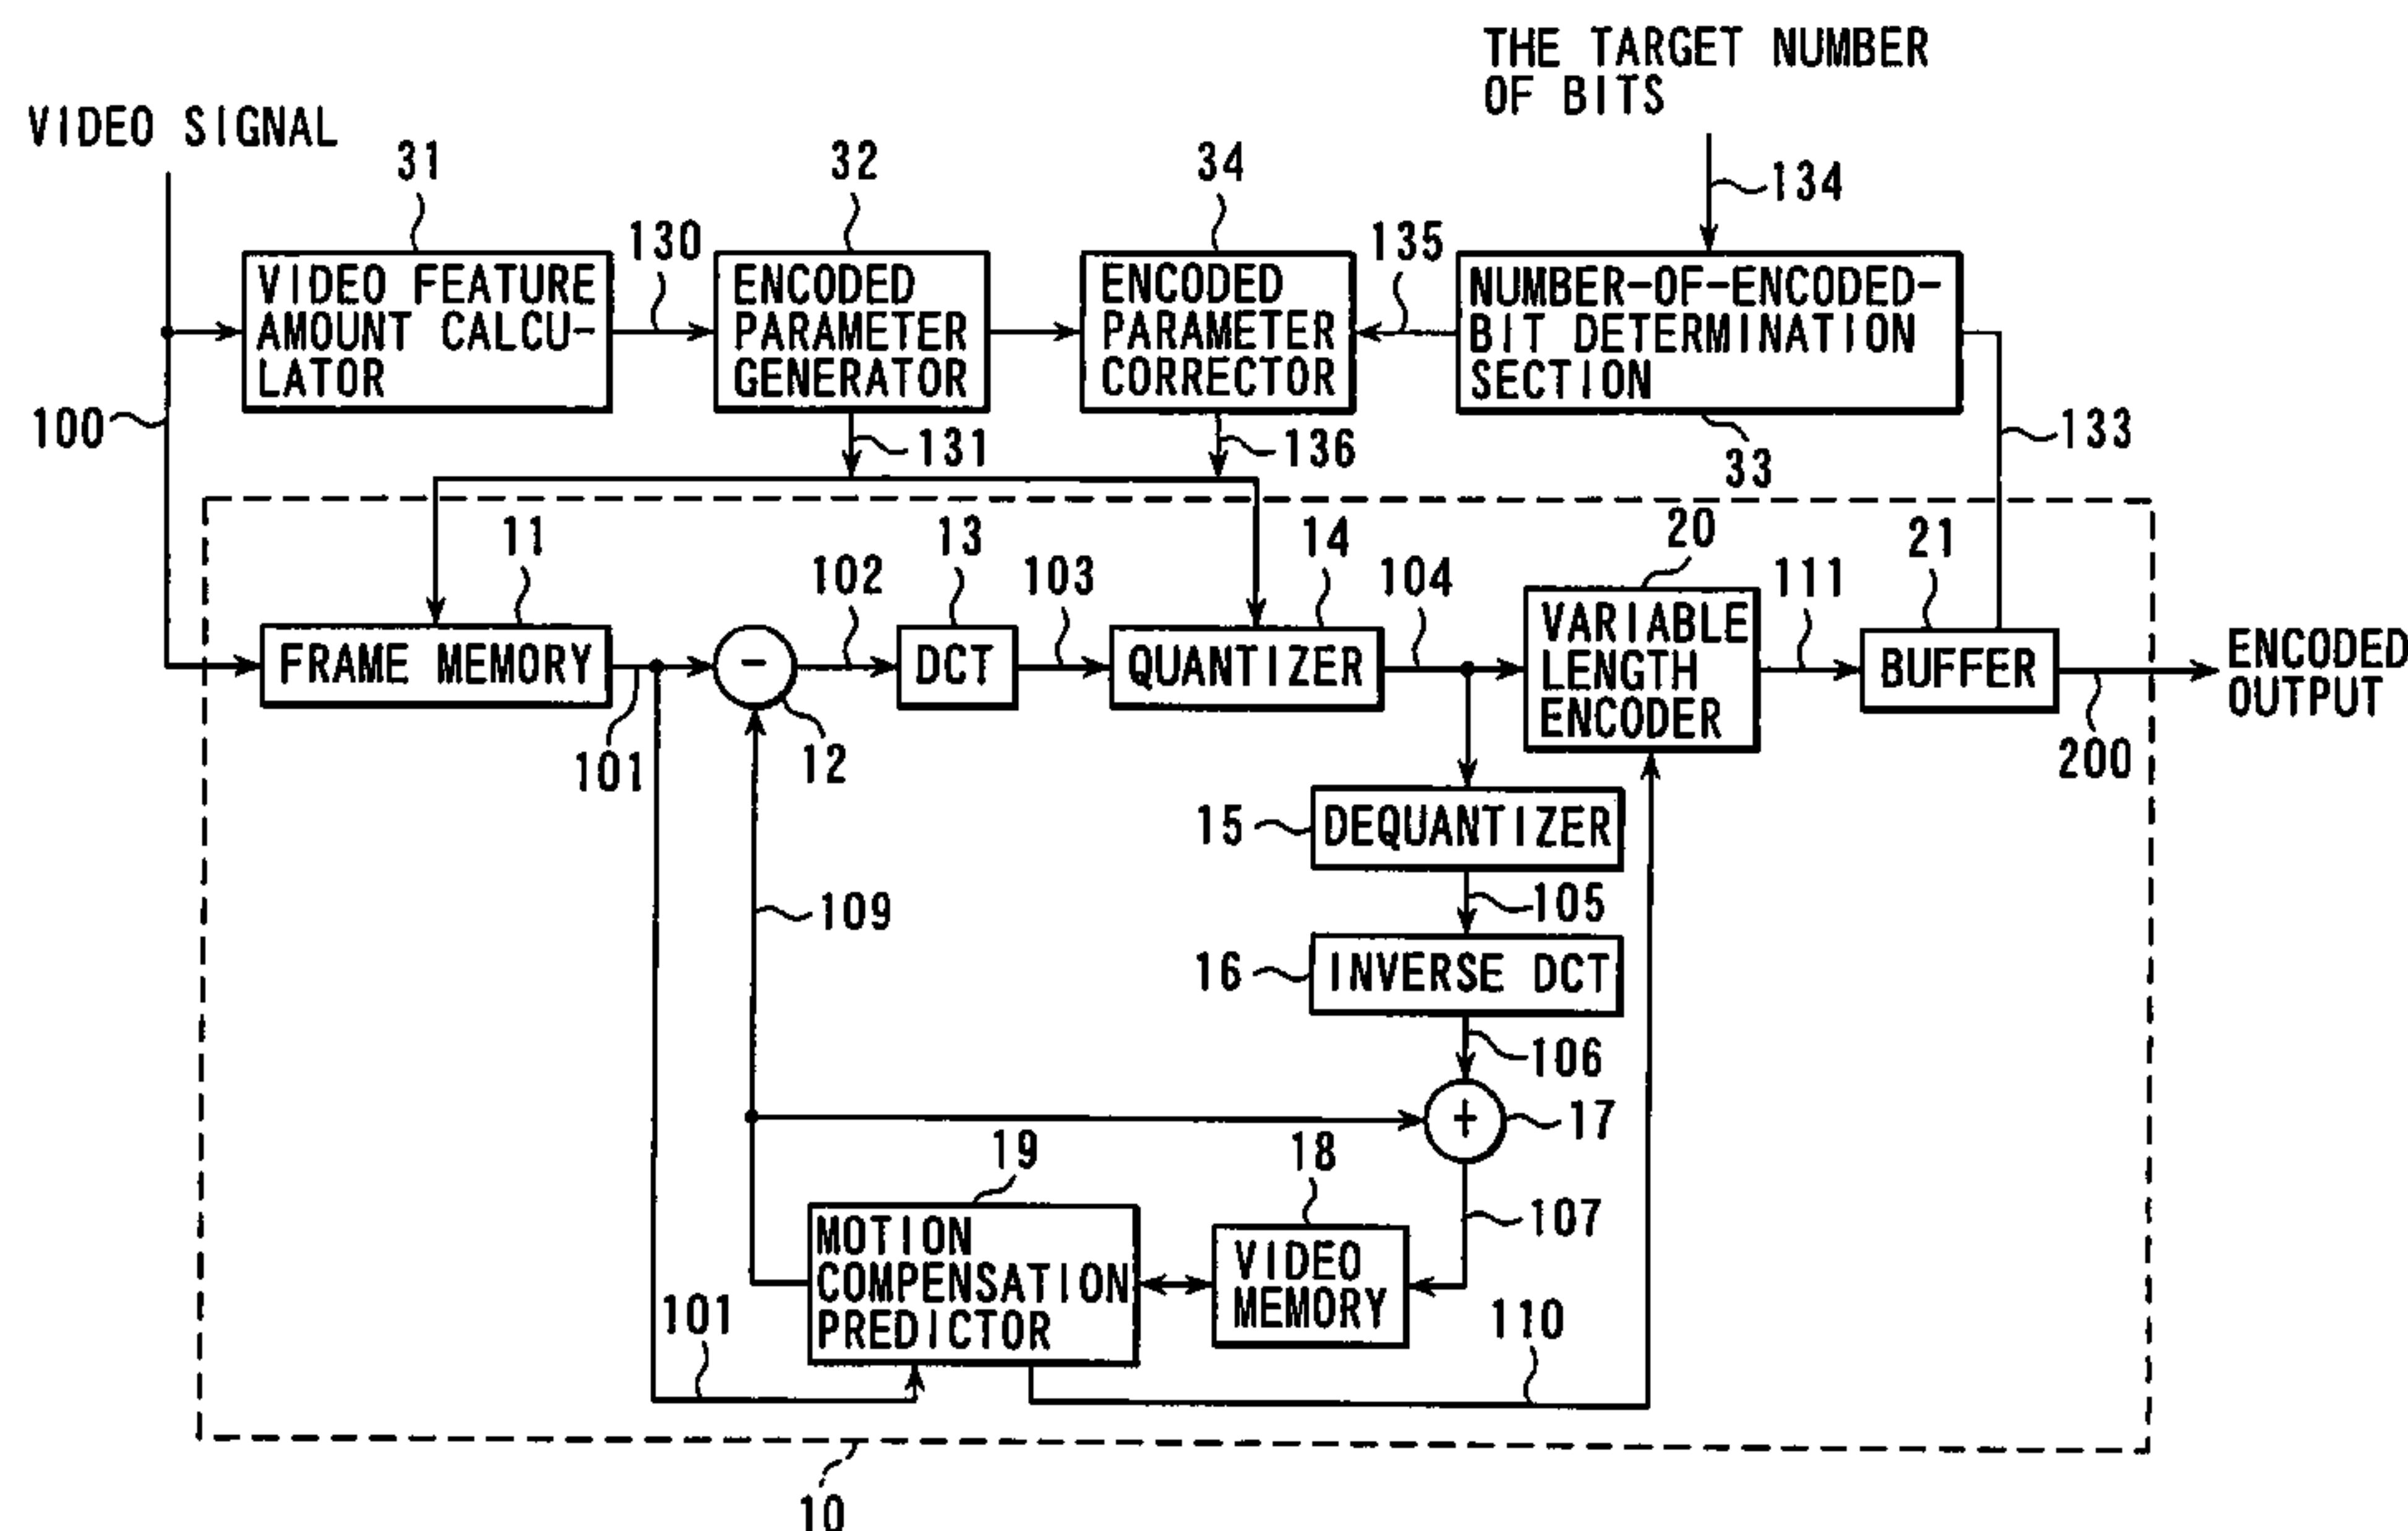 THE TARGET NUMBER
OF BITS
VIDEO SIGNAL
31
32
34
134
130
135
VIDEO FEATURE
AMOUNT CALCU-
LATOR
ENCODED
PARAMETER
GENERATOR
ENCODED
PARAMETER
CORRECTOR
NUMBER-OF-ENCODED-
BIT DETERMINATION
SECTION
100
131
136
33
133
11
13
14
20
21
102
103
104
111
FRAME MEMORY
-
DCT
QUANTIZER
VARIABLE
LENGTH
ENCODER
BUFFER
ENCODED
OUTPUT
101
12
200
15
DEQUANTIZER
109
105
16
INVERSE DCT
106
+
17
19
18
107
MOTION
COMPENSATION
PREDICTOR
VIDEO
MEMORY
101
110
10